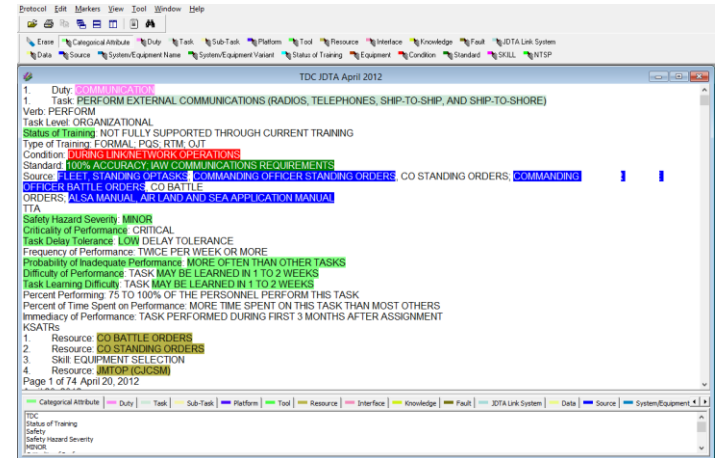 Protocol Edit Markers View Tool Window Help
Erase Categorical Attribute Duty Task Sub-Task Platform Tool Resource Interface Knowledge Fault JDTA Link System
Data Source System/Equipment Name System/Equipment Variant Status of Training Equipment Condition Standard SKILL NTSP
TDC JDTA April 2012
1. Duty: COMMUNICATION
1. Task: PERFORM EXTERNAL COMMUNICATIONS (RADIOS, TELEPHONES, SHIP-TO-SHIP, AND SHIP-TO-SHORE)
Verb: PERFORM
Task Level: ORGANIZATIONAL
Status of Training: NOT FULLY SUPPORTED THROUGH CURRENT TRAINING
Type of Training: FORMAL; PQS; RTM; OJT
Condition: DURING LINK/NETWORK OPERATIONS
Standard: 100% ACCURACY, IAW COMMUNICATIONS REQUIREMENTS
Source: FLEET, STANDING OPTASKS; COMMANDING OFFICER STANDING ORDERS, CO STANDING ORDERS; COMMANDING
OFFICER BATTLE ORDERS, CO BATTLE
ORDERS; ALSA MANUAL, AIR LAND AND SEA APPLICATION MANUAL
TTA
Safety Hazard Severity: MINOR
Criticality of Performance: CRITICAL
Task Delay Tolerance: LOW DELAY TOLERANCE
Frequency of Performance: TWICE PER WEEK OR MORE
Probability of Inadequate Performance: MORE OFTEN THAN OTHER TASKS
Difficulty of Performance: TASK MAY BE LEARNED IN 1 TO 2 WEEKS
Task Learning Difficulty: TASK MAY BE LEARNED IN 1 TO 2 WEEKS
Percent Performing: 75 TO 100% OF THE PERSONNEL PERFORM THIS TASK
Percent of Time Spent on Performance: MORE TIME SPENT ON THIS TASK THAN MOST OTHERS
Immediacy of Performance: TASK PERFORMED DURING FIRST 3 MONTHS AFTER ASSIGNMENT
KSATRs
1. Resource: CO BATTLE ORDERS
2. Resource: CO STANDING ORDERS
3. Skill: EQUIPMENT SELECTION
4. Resource: JMTOP (CJCSM)
Page 1 of 74 April 20, 2012
Categorical Attribute Duty Task Sub-Task Platform Tool Resource Interface Knowledge Fault JDTA Link System Data Source System/Equipment
TDC
Status of Training
Safety
Safety Hazard Severity
MINOR